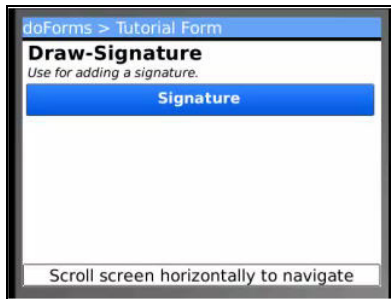 doForms > Tutorial Form
Draw-Signature
Use for adding a signature.
Signature
Scroll screen horizontally to navigate